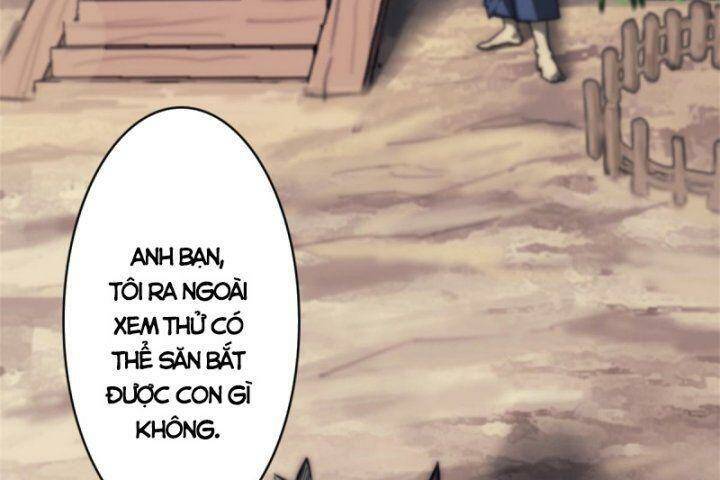 ANH BẠN,
TÔI RA NGOÀI
XEM THỬ CÓ
THỂ SĂN BẮT
ĐƯỢC CON GÌ
KHÔNG.